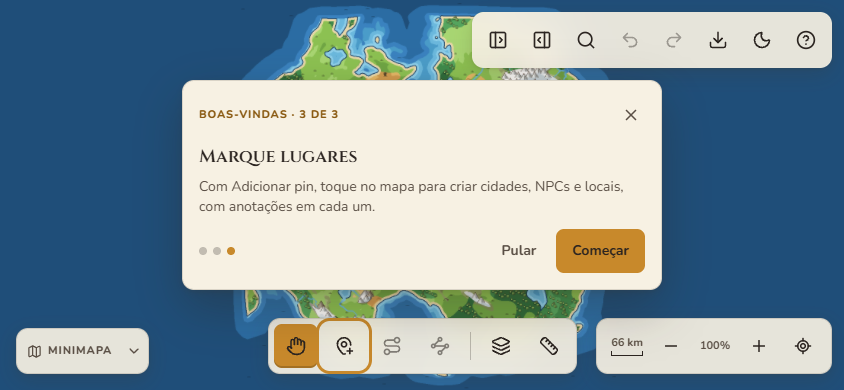 BOAS-VINDAS · 3 DE 3
Marque lugares
Com Adicionar pin, toque no mapa para criar cidades, NPCs e locais,
com anotações em cada um.
Pular
Começar
MINIMAPA
66 km
100%